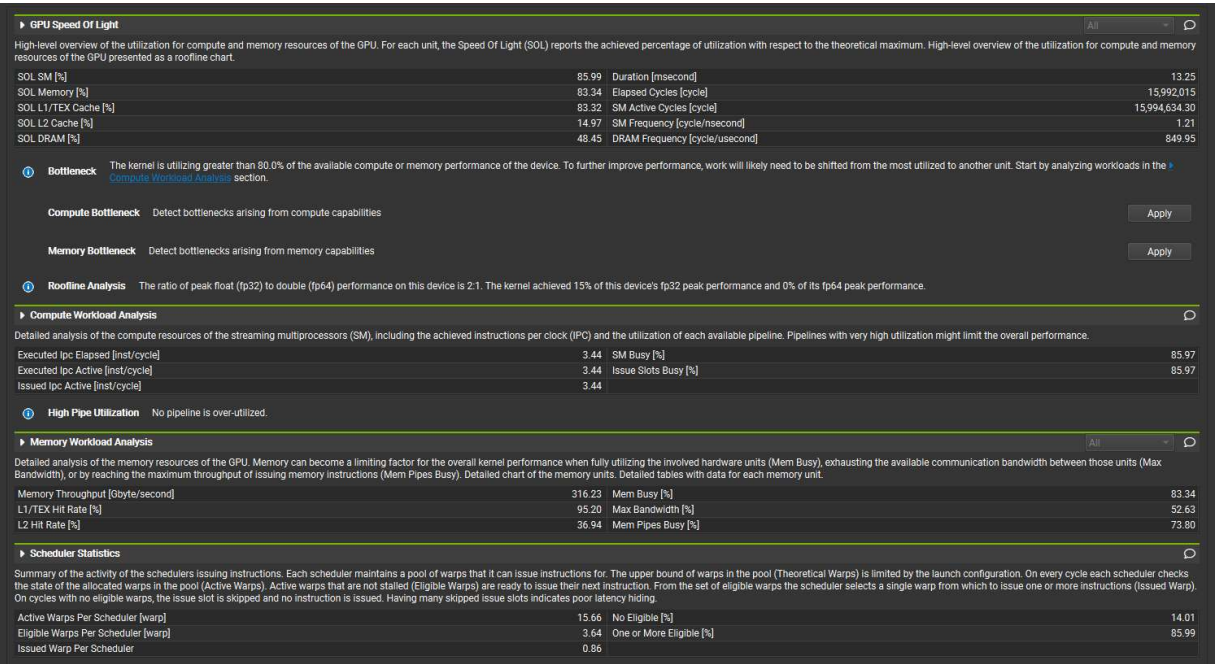 GPU Speed Of Light All
High-level overview of the utilization for compute and memory resources of the GPU. For each unit, the Speed Of Light (SOL) reports the achieved percentage of utilization with respect to the theoretical maximum. High-level overview of the utilization for compute and memory
resources of the GPU presented as a roofline chart.
SOL SM [%] 85.99 Duration [msecond] 13.25
SOL Memory [%] 83.34 Elapsed Cycles [cycle] 15,992,015
SOL L1/TEX Cache [%] 83.32 SM Active Cycles [cycle] 15,994,634.30
SOL L2 Cache [%] 14.97 SM Frequency [cycle/nsecond] 1.21
SOL DRAM [%] 48.45 DRAM Frequency [cycle/usecond] 849.95
Bottleneck The kernel is utilizing greater than 80.0% of the available compute or memory performance of the device. To further improve performance, work will likely need to be shifted from the most utilized to another unit. Start by analyzing workloads in the
Compute Workload Analysis section.
Compute Bottleneck Detect bottlenecks arising from compute capabilities Apply
Memory Bottleneck Detect bottlenecks arising from memory capabilities Apply
Roofline Analysis The ratio of peak float (fp32) to double (fp64) performance on this device is 2:1. The kernel achieved 15% of this device's fp32 peak performance and 0% of its fp64 peak performance.
Compute Workload Analysis
Detailed analysis of the compute resources of the streaming multiprocessors (SM), including the achieved instructions per clock (IPC) and the utilization of each available pipeline. Pipelines with very high utilization might limit the overall performance.
Executed Ipc Elapsed [inst/cycle] 3.44 SM Busy [%] 85.97
Executed Ipc Active [inst/cycle] 3.44 Issue Slots Busy [%] 85.97
Issued Ipc Active [inst/cycle] 3.44
High Pipe Utilization No pipeline is over-utilized.
Memory Workload Analysis All
Detailed analysis of the memory resources of the GPU. Memory can become a limiting factor for the overall kernel performance when fully utilizing the involved hardware units (Mem Busy), exhausting the available communication bandwidth between those units (Max
Bandwidth), or by reaching the maximum throughput of issuing memory instructions (Mem Pipes Busy). Detailed chart of the memory units. Detailed tables with data for each memory unit.
Memory Throughput [Gbyte/second] 316.23 Mem Busy [%] 83.34
L1/TEX Hit Rate [%] 95.20 Max Bandwidth [%] 52.63
L2 Hit Rate [%] 36.94 Mem Pipes Busy [%] 73.80
Scheduler Statistics
Summary of the activity of the schedulers issuing instructions. Each scheduler maintains a pool of warps that it can issue instructions for. The upper bound of warps in the pool (Theoretical Warps) is limited by the launch configuration. On every cycle each scheduler checks
the state of the allocated warps in the pool (Active Warps). Active warps that are not stalled (Eligible Warps) are ready to issue their next instruction. From the set of eligible warps the scheduler selects a single warp from which to issue one or more instructions (Issued Warp).
On cycles with no eligible warps, the issue slot is skipped and no instruction is issued. Having many skipped issue slots indicates poor latency hiding.
Active Warps Per Scheduler [warp] 15.66 No Eligible [%] 14.01
Eligible Warps Per Scheduler [warp] 3.64 One or More Eligible [%] 85.99
Issued Warp Per Scheduler 0.86